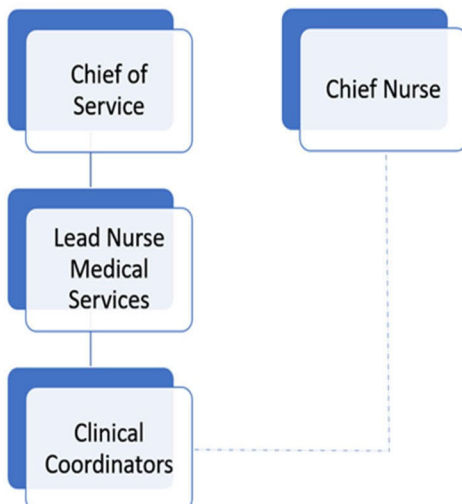 Chief of
Service
Chief Nurse
Lead Nurse
Medical
Services
Clinical
Coordinators